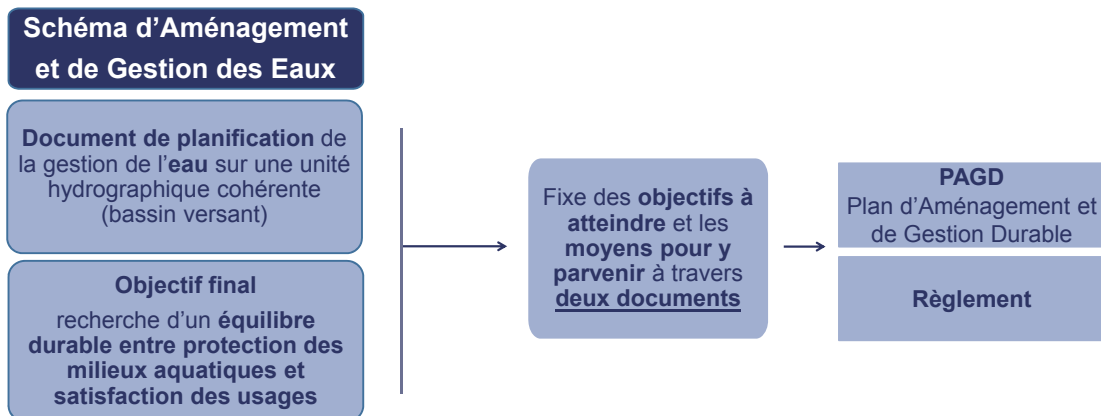 Schéma d’Aménagement
et de Gestion des Eaux
Document de planification de
la gestion de l’eau sur une unité
hydrographique cohérente
(bassin versant)
Objectif final
recherche d’un équilibre
durable entre protection des
milieux aquatiques et
satisfaction des usages
Fixe des objectifs à
atteindre et les
moyens pour y
parvenir à travers
deux documents
PAGD
Plan d’Aménagement et
de Gestion Durable
Règlement